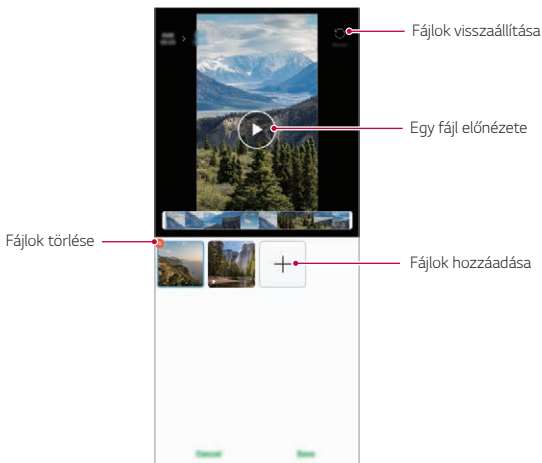 Fájlok visszaállítása
Egy fájl előnézete
Fájlok törlése
Fájlok hozzáadása
Cancel
Save